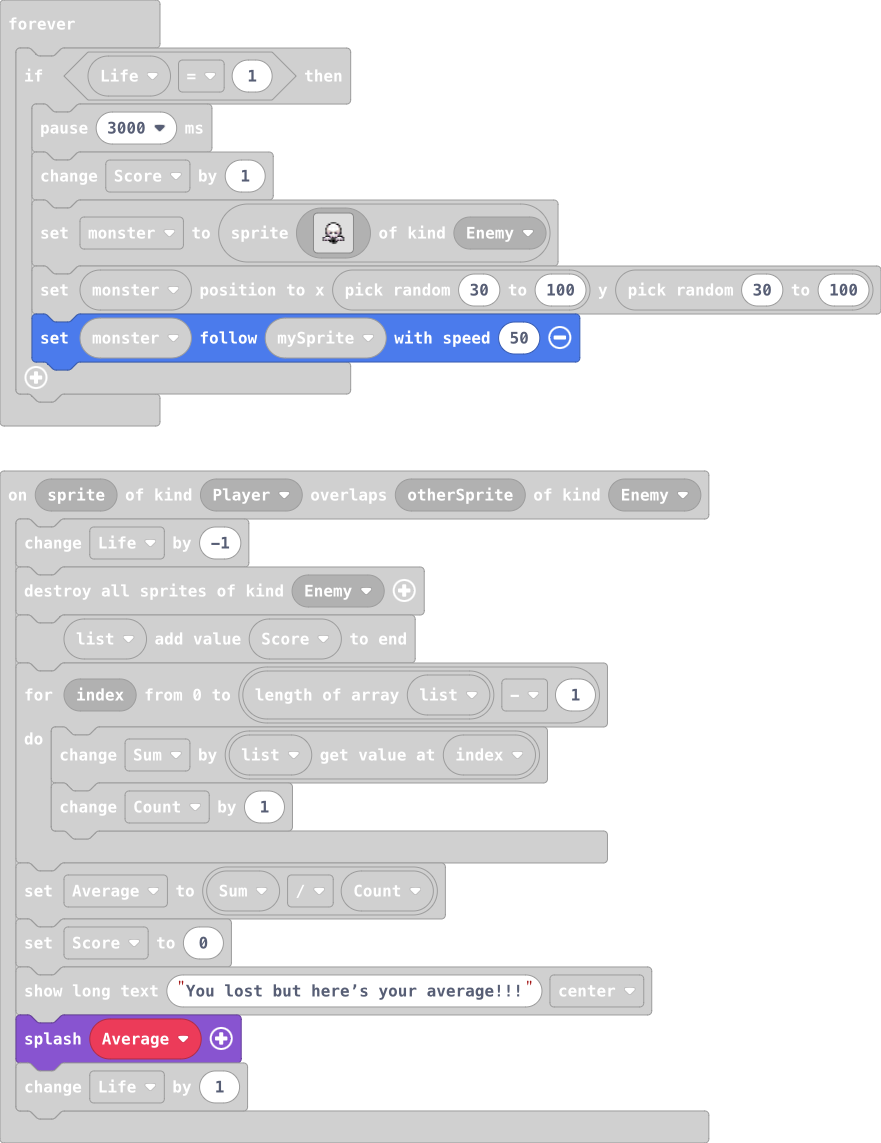 forever
if Life = 1 then
pause 3000 ms
change Score by 1
set monster to sprite of kind Enemy
set monster position to x pick random 30 to 100 y pick random 30 to 100
set monster follow mySprite with speed 50
on sprite of kind Player overlaps otherSprite of kind Enemy
change Life by -1
destroy all sprites of kind Enemy
list add value Score to end
for index from 0 to length of array list - 1
do
change Sum by list get value at index
change Count by 1
set Average to Sum / Count
set Score to 0
show long text "You lost but here’s your average!!!" center
splash Average
change Life by 1